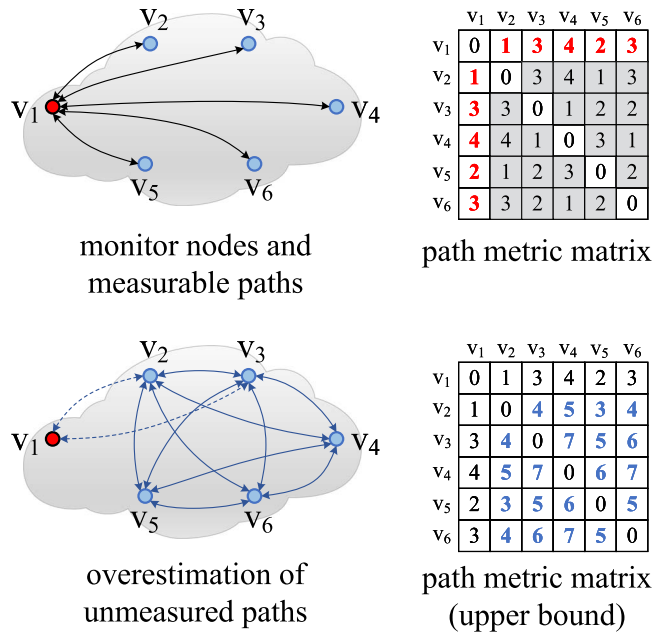 v2 v3
v1 v4
v5 v6
monitor nodes and
measurable paths
v1 v2 v3 v4 v5 v6
v1 0 1 3 4 2 3
v2 1 0 3 4 1 3
v3 3 3 0 1 2 2
v4 4 4 1 0 3 1
v5 2 1 2 3 0 2
v6 3 3 2 1 2 0
path metric matrix
v2 v3
v1 v4
v5 v6
overestimation of
unmeasured paths
v1 v2 v3 v4 v5 v6
v1 0 1 3 4 2 3
v2 1 0 4 5 3 4
v3 3 4 0 7 5 6
v4 4 5 7 0 6 7
v5 2 3 5 6 0 5
v6 3 4 6 7 5 0
path metric matrix
(upper bound)